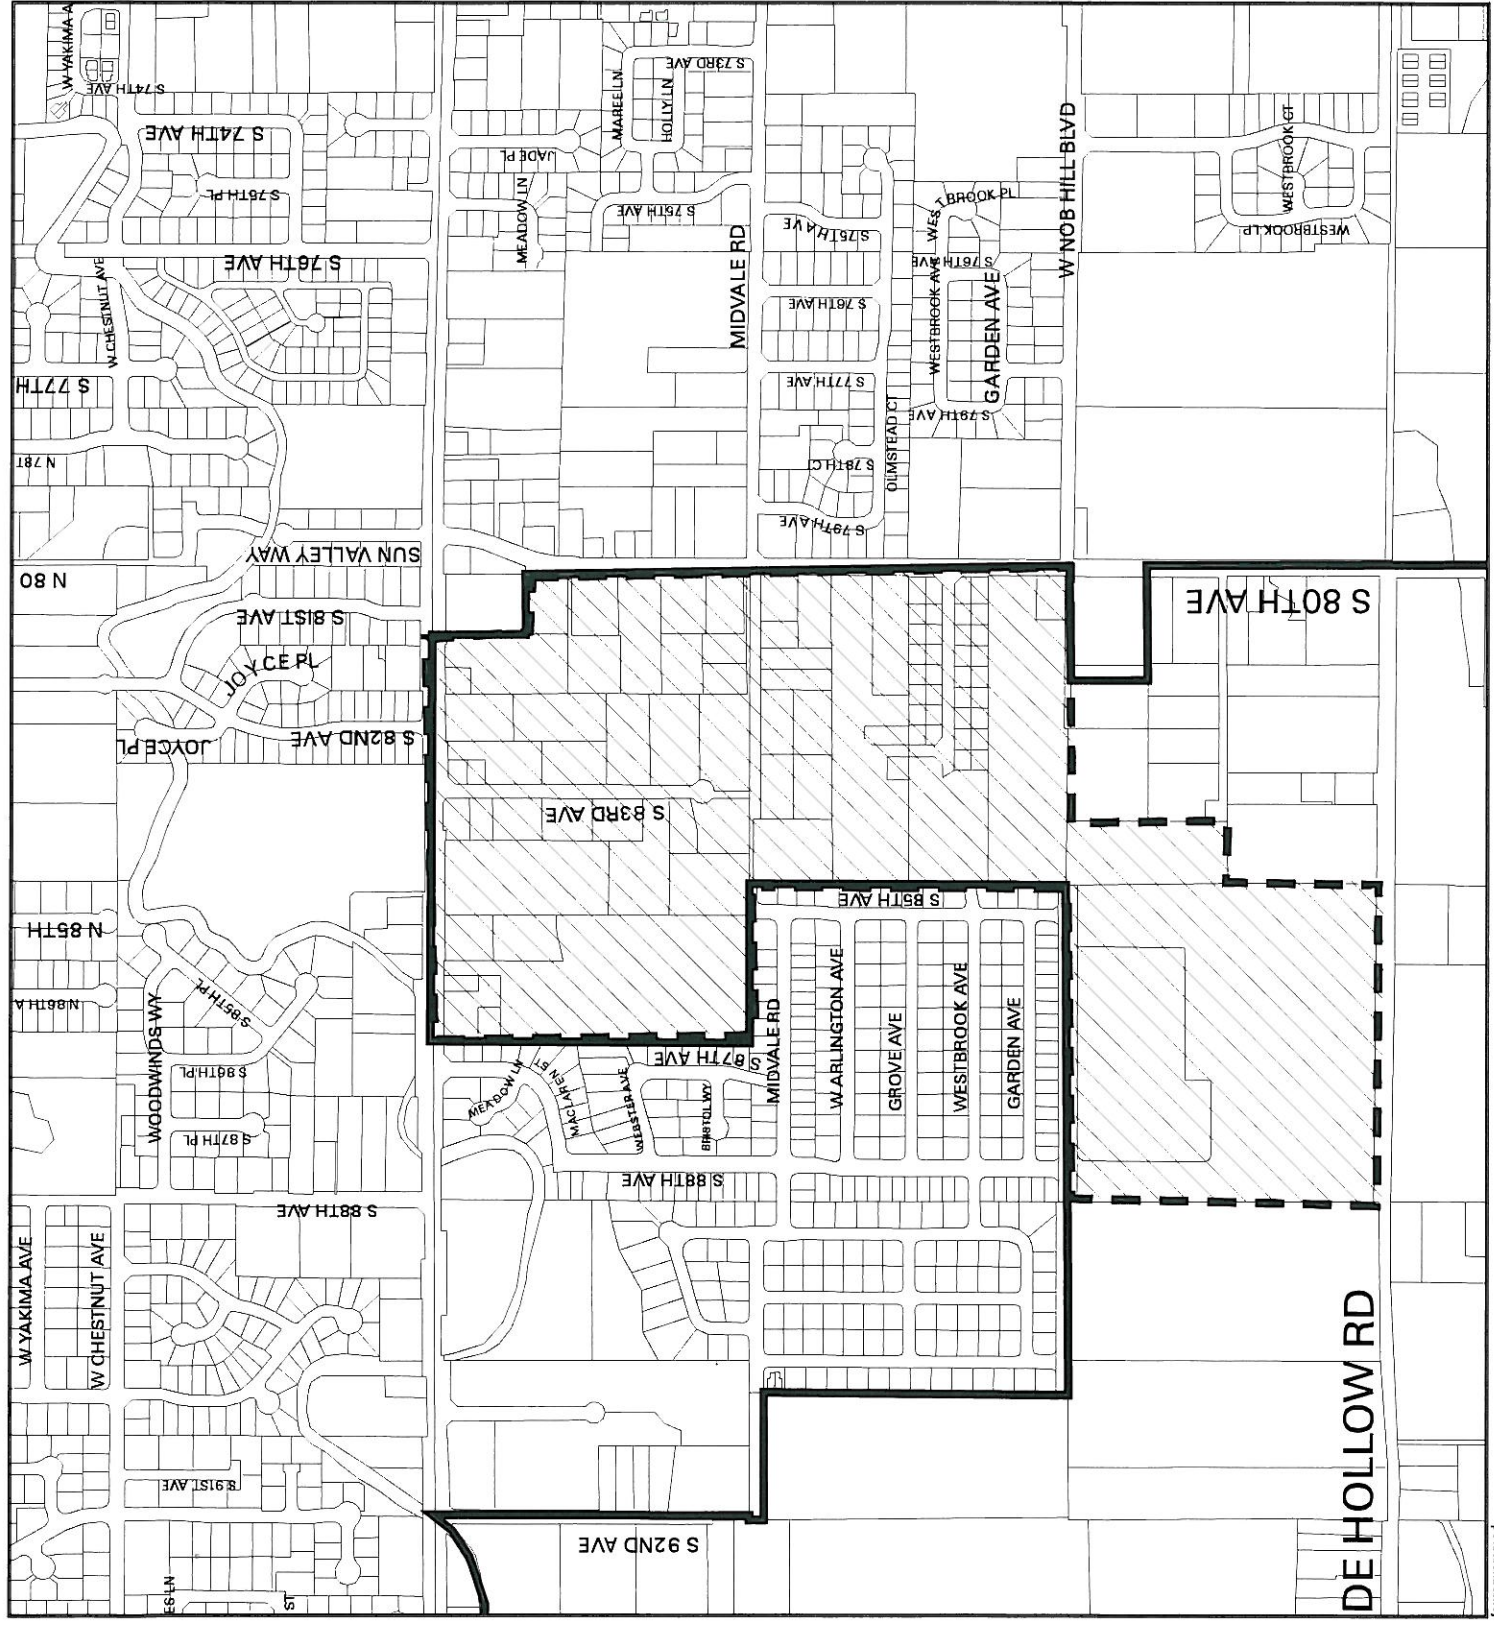 W YAKIMA A
S 74TH AVE
S 74TH AVE
S 75TH PL
S 76TH AVE
W CHESTNUT AVE
S 77TH
N 78T
SUN VALLEY WAY
N 80
S 81ST AVE
JOYCE PL
S 82ND AVE
JOYCE PL
N 85TH
N 86TH A
S 85TH PL
WOODWINDS WY
S 86TH PL
S 87TH PL
S 88TH AVE
W YAKIMA AVE
W CHESTNUT AVE
S 91ST AVE
ES LN
ST
S 73RD AVE
MAREE LN
HOLLY LN
JADE PL
MEADOW LN
S 75TH AVE
MIDVALE RD
S 75TH AVE
S 76TH AVE
S 77TH AVE
S 78TH CT
S 79TH AVE
OLMSTEAD CT
WESTBROOK PL
S 76TH AVE
WESTBROOK AVE
GARDEN AVE
S 79TH AVE
W NOB HILL BLVD
WESTBROOK CT
WESTBROOK LP
S 80TH AVE
S 83RD AVE
S 85TH AVE
MIDVALE RD
W ARLINGTON AVE
GROVE AVE
WESTBROOK AVE
GARDEN AVE
S 87TH AVE
MEADOW LN
MACLAREN ST
WEBSTER AVE
BRISTOL WY
S 88TH AVE
S 92ND AVE
DE HOLLOW RD